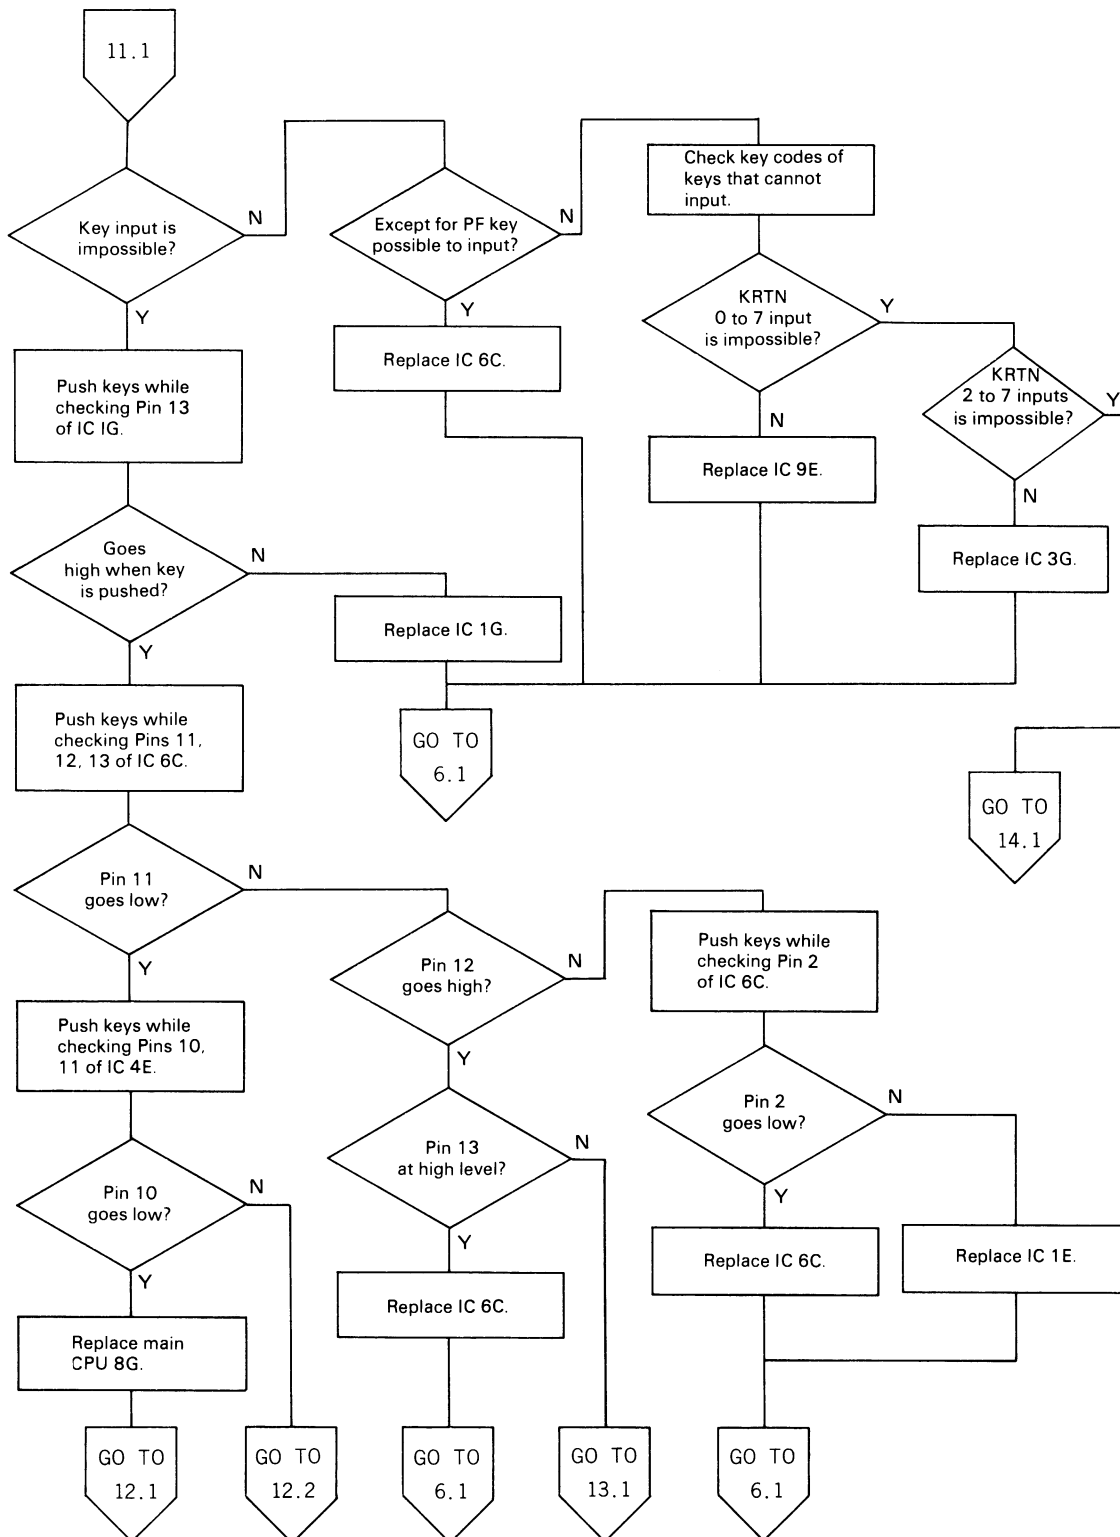 11.1
Key input is
impossible?
N
Y
Except for PF key
possible to input?
N
Y
Check key codes of
keys that cannot
input.
KRTN
0 to 7 input
is impossible?
Y
N
KRTN
2 to 7 inputs
is impossible?
Y
N
Push keys while
checking Pin 13
of IC IG.
Replace IC 6C.
Replace IC 9E.
Replace IC 3G.
Goes
high when key
is pushed?
N
Y
Replace IC 1G.
Push keys while
checking Pins 11,
12, 13 of IC 6C.
GO TO
6.1
GO TO
14.1
Pin 11
goes low?
N
Y
Pin 12
goes high?
N
Y
Push keys while
checking Pin 2
of IC 6C.
Push keys while
checking Pins 10,
11 of IC 4E.
Pin 2
goes low?
N
Y
Pin 13
at high level?
N
Y
Pin 10
goes low?
N
Y
Replace IC 6C.
Replace IC 1E.
Replace IC 6C.
Replace main
CPU 8G.
GO TO
12.1
GO TO
12.2
GO TO
6.1
GO TO
13.1
GO TO
6.1